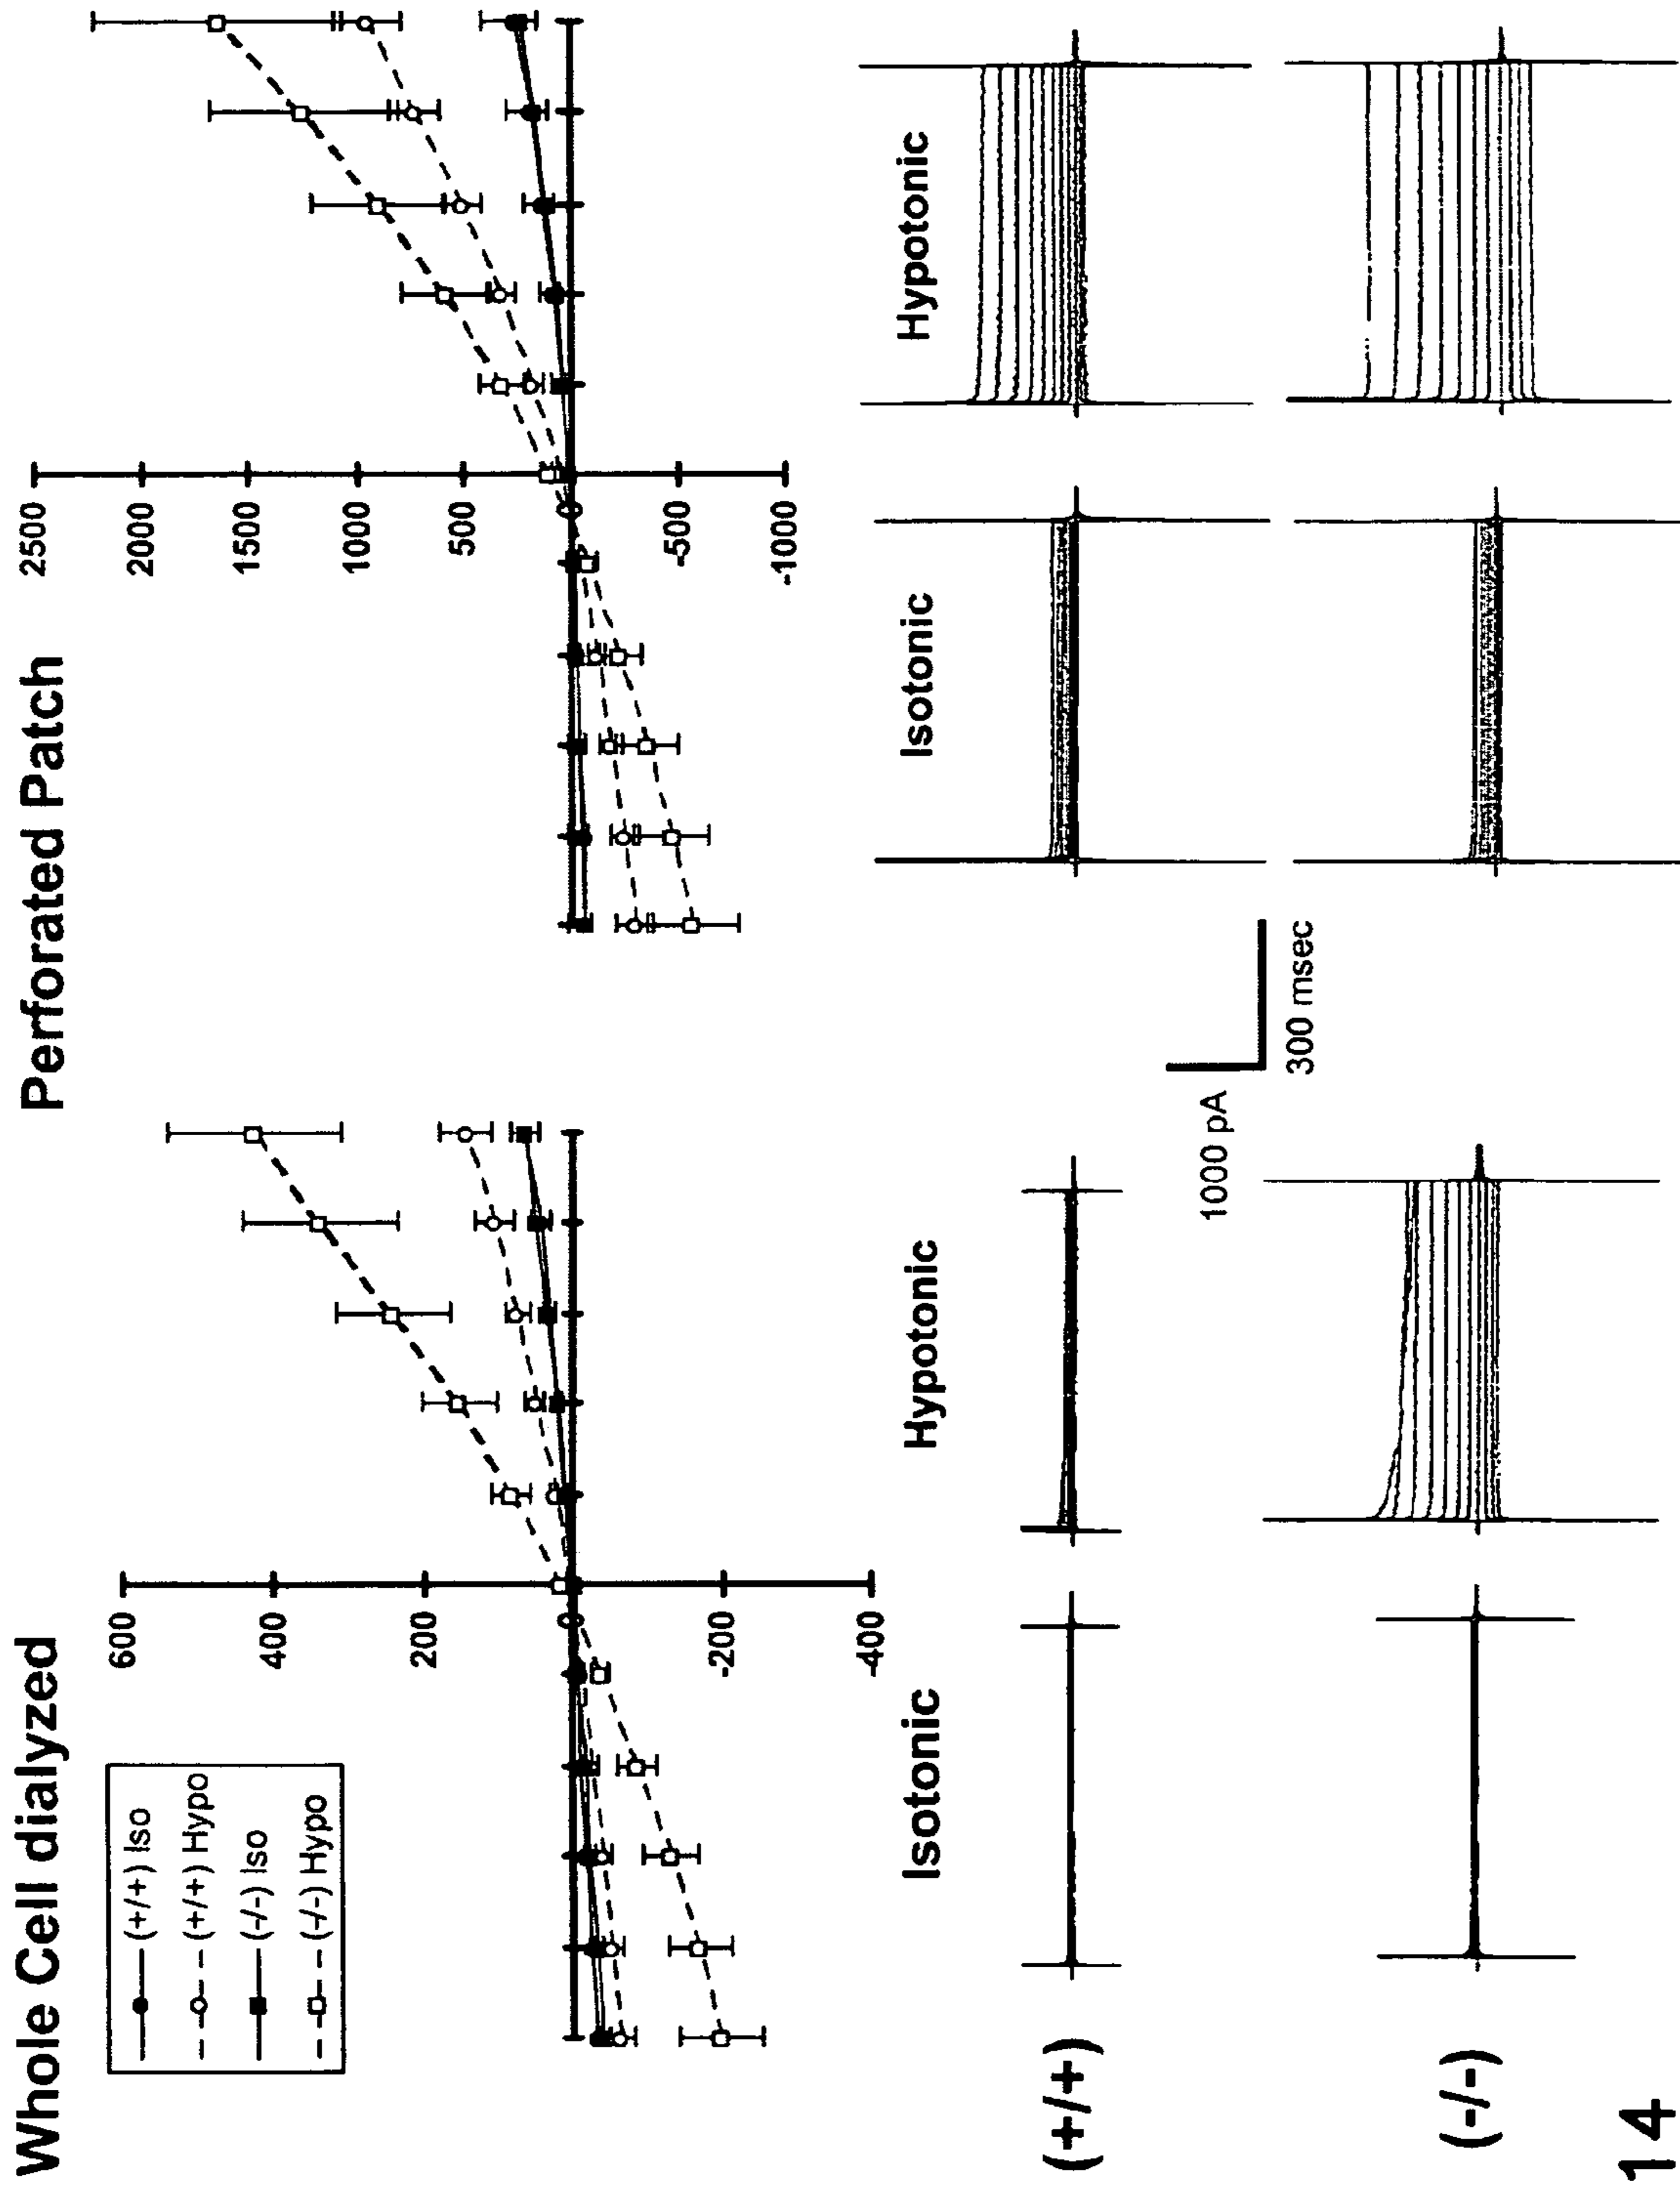 Whole Cell dialyzed
(+/+) Iso
(+/+) Hypo
(-/-) Iso
(-/-) Hypo
600
400
200
0
-200
-400
Perforated Patch
2500
2000
1500
1000
500
0
-500
-1000
Isotonic
Hypotonic
Isotonic
Hypotonic
(+/+)
1000 pA
300 msec
(-/-)
14